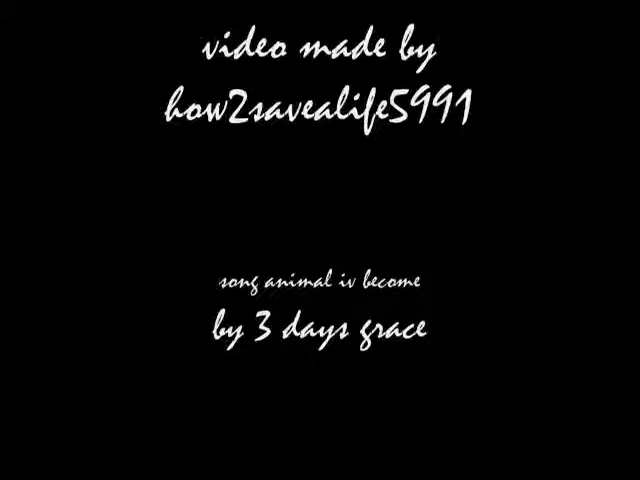 video made by
how2savealife5991
song animal iv become
by 3 days grace